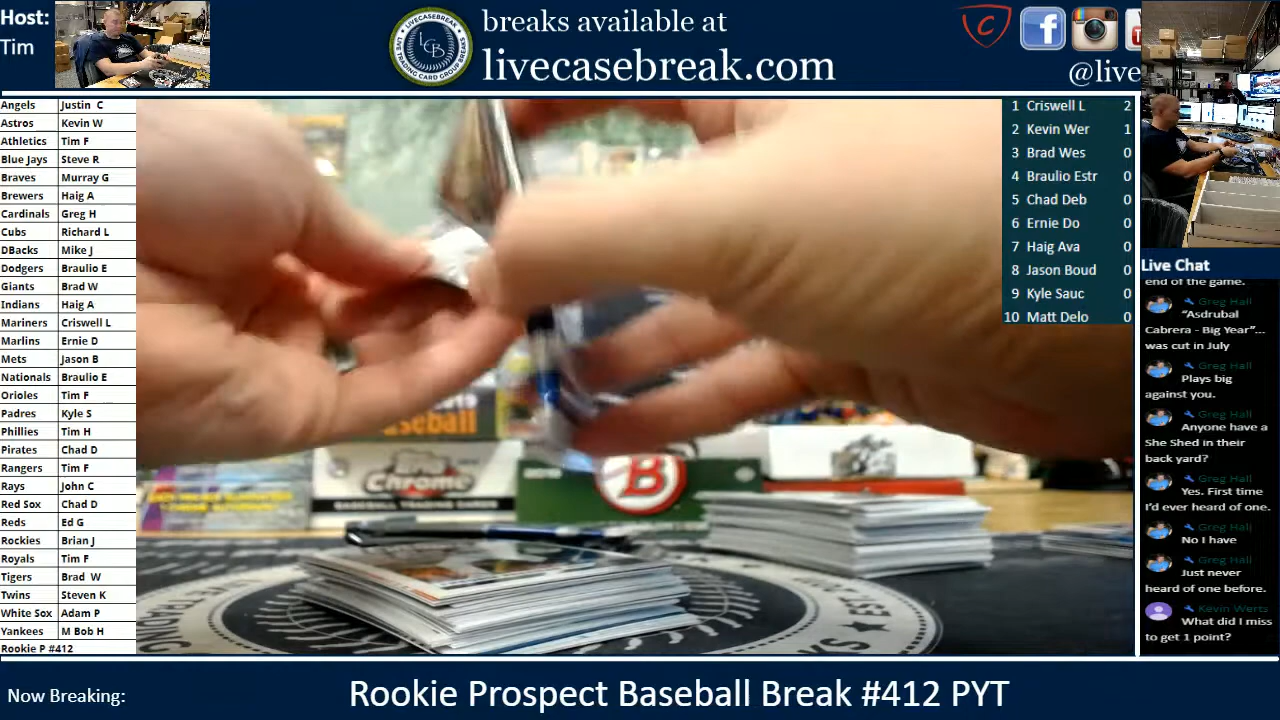 Host:
Tim
breaks available at
livecasebreak.com
@live
LIVECASEBREAK
LCB
LIVE TRADING CARD GROUP BREAKS
Angels Justin C
Astros Kevin W
Athletics Tim F
Blue Jays Steve R
Braves Murray G
Brewers Haig A
Cardinals Greg H
Cubs Richard L
DBacks Mike J
Dodgers Braulio E
Giants Brad W
Indians Haig A
Mariners Criswell L
Marlins Ernie D
Mets Jason B
Nationals Braulio E
Orioles Tim F
Padres Kyle S
Phillies Tim H
Pirates Chad D
Rangers Tim F
Rays John C
Red Sox Chad D
Reds Ed G
Rockies Brian J
Royals Tim F
Tigers Brad W
Twins Steven K
White Sox Adam P
Yankees M Bob H
Rookie P #412
1 Criswell L 2
2 Kevin Wer 1
3 Brad Wes 0
4 Braulio Estr 0
5 Chad Deb 0
6 Ernie Do 0
7 Haig Ava 0
8 Jason Boud 0
9 Kyle Sauc 0
10 Matt Delo 0
Chrome
BASEBALL TRADING CARDS
B
Live Chat
end of the game.
Greg Hall
“Asdrubal
Cabrera - Big Year”...
was cut in July
Greg Hall
Plays big
against you.
Greg Hall
Anyone have a
She Shed in their
back yard?
Greg Hall
Yes. First time
I’d ever heard of one.
Greg Hall
No I have
Greg Hall
Just never
heard of one before.
Kevin Werts
What did I miss
to get 1 point?
Now Breaking:
Rookie Prospect Baseball Break #412 PYT